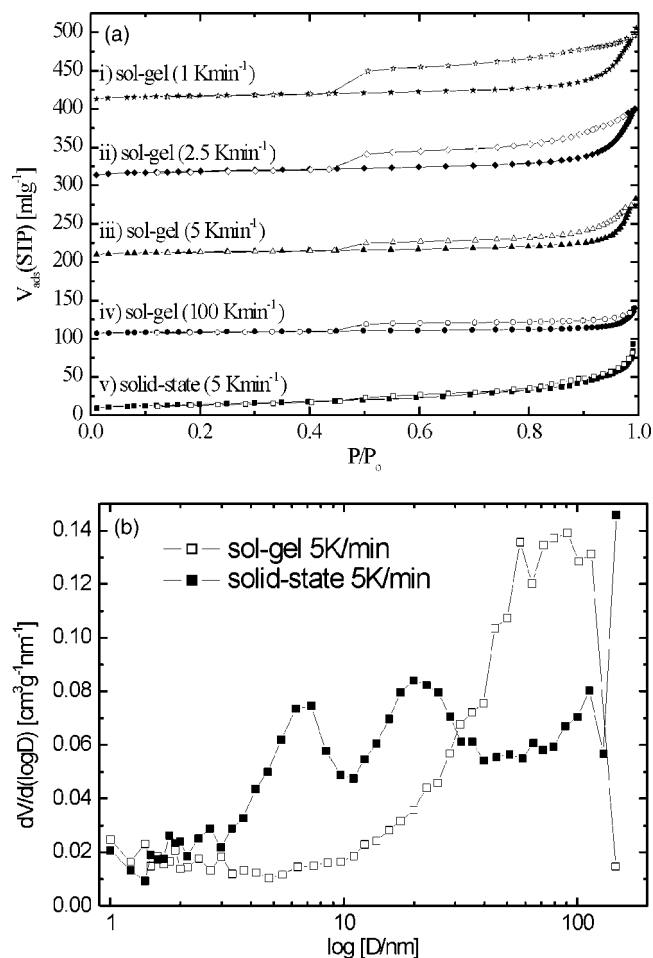 (a)
500
450
400
350
300
250
200
150
100
50
0
V_ads(STP) [mlg⁻¹]
i) sol-gel (1 Kmin⁻¹)
ii) sol-gel (2.5 Kmin⁻¹)
iii) sol-gel (5 Kmin⁻¹)
iv) sol-gel (100 Kmin⁻¹)
v) solid-state (5 Kmin⁻¹)
0.0 0.2 0.4 0.6 0.8 1.0
P/P₀
(b)
sol-gel 5K/min
solid-state 5K/min
0.14
0.12
0.10
0.08
0.06
0.04
0.02
0.00
dV/d(logD) [cm³g⁻¹nm⁻¹]
1 10 100
log [D/nm]